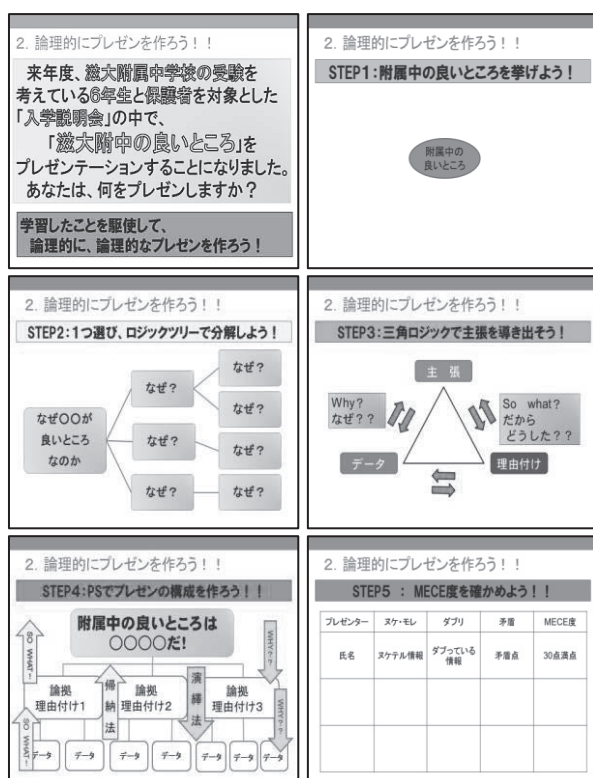 2. 論理的にプレゼンを作ろう！！
来年度、滋大附属中学校の受験を
考えている6年生と保護者を対象とした
「入学説明会」の中で、
「滋大附中の良いところ」を
プレゼンテーションすることになりました。
あなたは、何をプレゼンしますか？
学習したことを駆使して、
論理的に、論理的なプレゼンを作ろう！
2. 論理的にプレゼンを作ろう！！
STEP1：附属中の良いところを挙げよう！
附属中の
良いところ
2. 論理的にプレゼンを作ろう！！
STEP2：1つ選び、ロジックツリーで分解しよう！
なぜ○○が
良いところ
なのか
なぜ？
なぜ？
なぜ？
なぜ？
なぜ？
なぜ？
なぜ？
2. 論理的にプレゼンを作ろう！！
STEP3：三角ロジックで主張を導き出そう！
主 張
Why？
なぜ？？
So what？
だから
どうした？？
データ
理由付け
2. 論理的にプレゼンを作ろう！！
STEP4：PSでプレゼンの構成を作ろう！！
附属中の良いところは
○○○○だ！
SO WHAT！
WHY？？
論拠
理由付け1
帰納法
論拠
理由付け2
演繹法
論拠
理由付け3
SO WHAT！
WHY？？
データ
データ
データ
データ
データ
データ
データ
2. 論理的にプレゼンを作ろう！！
STEP5 ： MECE度を確かめよう！！
プレゼンター ヌケ・モレ ダブり 矛盾 MECE度
氏名 ヌケテル情報 ダブっている情報 矛盾点 30点満点